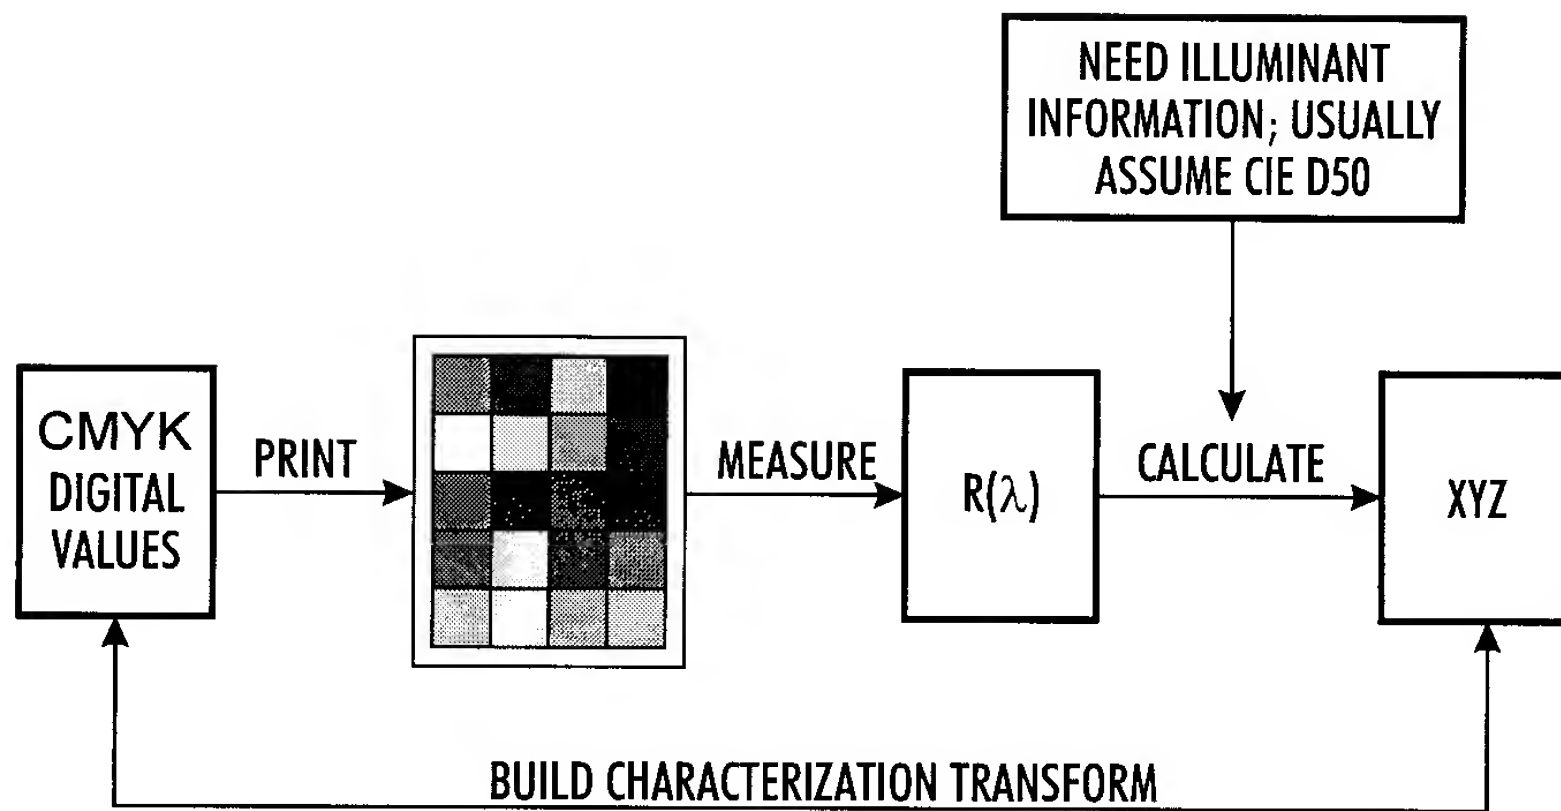 NEED ILLUMINANT
INFORMATION; USUALLY
ASSUME CIE D50
CMYK
DIGITAL
VALUES
PRINT
MEASURE
R(λ)
CALCULATE
XYZ
BUILD CHARACTERIZATION TRANSFORM